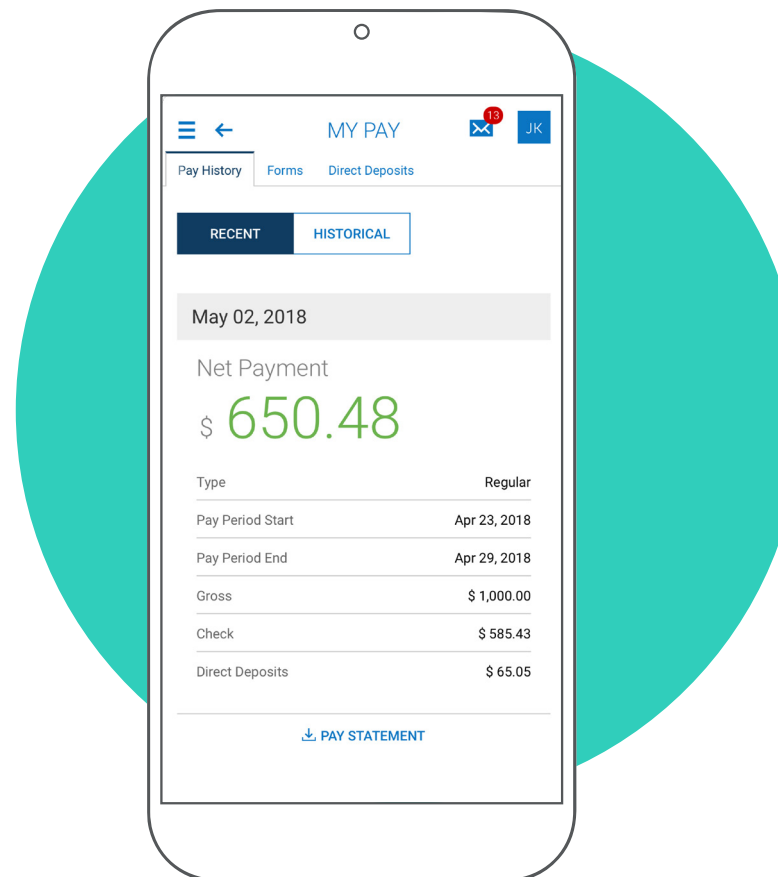 13
MY PAY
JK
Pay History Forms Direct Deposits
RECENT HISTORICAL
May 02, 2018
Net Payment
$ 650.48
Type Regular
Pay Period Start Apr 23, 2018
Pay Period End Apr 29, 2018
Gross $ 1,000.00
Check $ 585.43
Direct Deposits $ 65.05
PAY STATEMENT